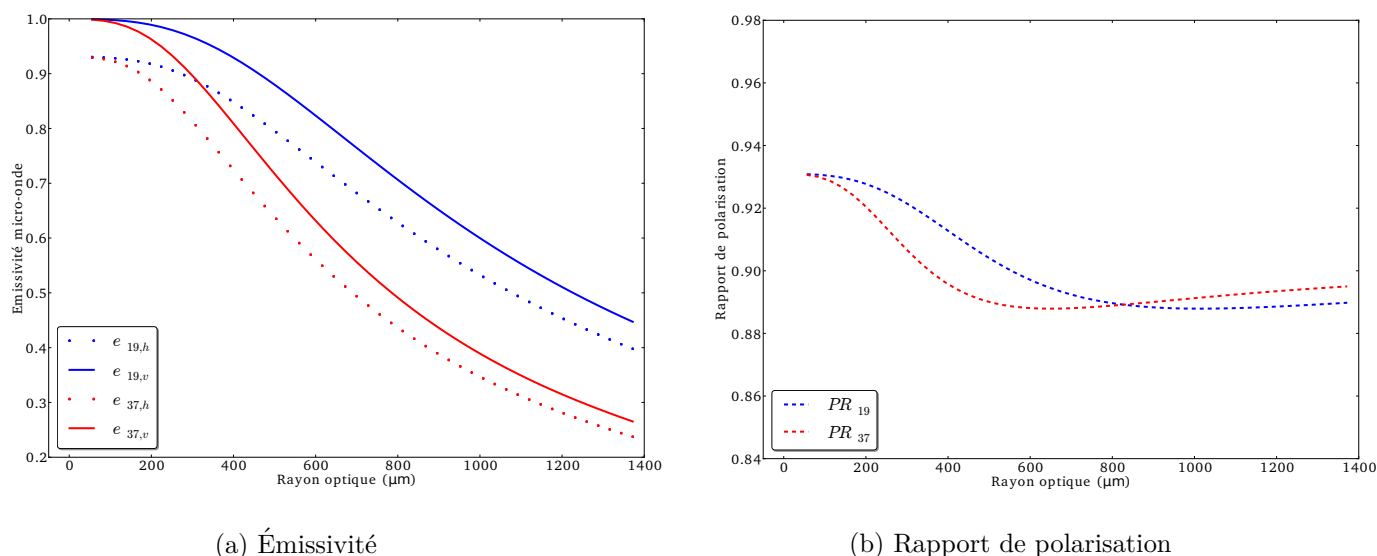 1.0
0.9
0.8
0.7
0.6
0.5
0.4
0.3
0.2
Emissivité micro-onde
e 19,h
e 19,v
e 37,h
e 37,v
0 200 400 600 800 1000 1200 1400
Rayon optique (μm)
(a) Émissivité
0.98
0.96
0.94
0.92
0.90
0.88
0.86
0.84
Rapport de polarisation
PR 19
PR 37
0 200 400 600 800 1000 1200 1400
Rayon optique (μm)
(b) Rapport de polarisation